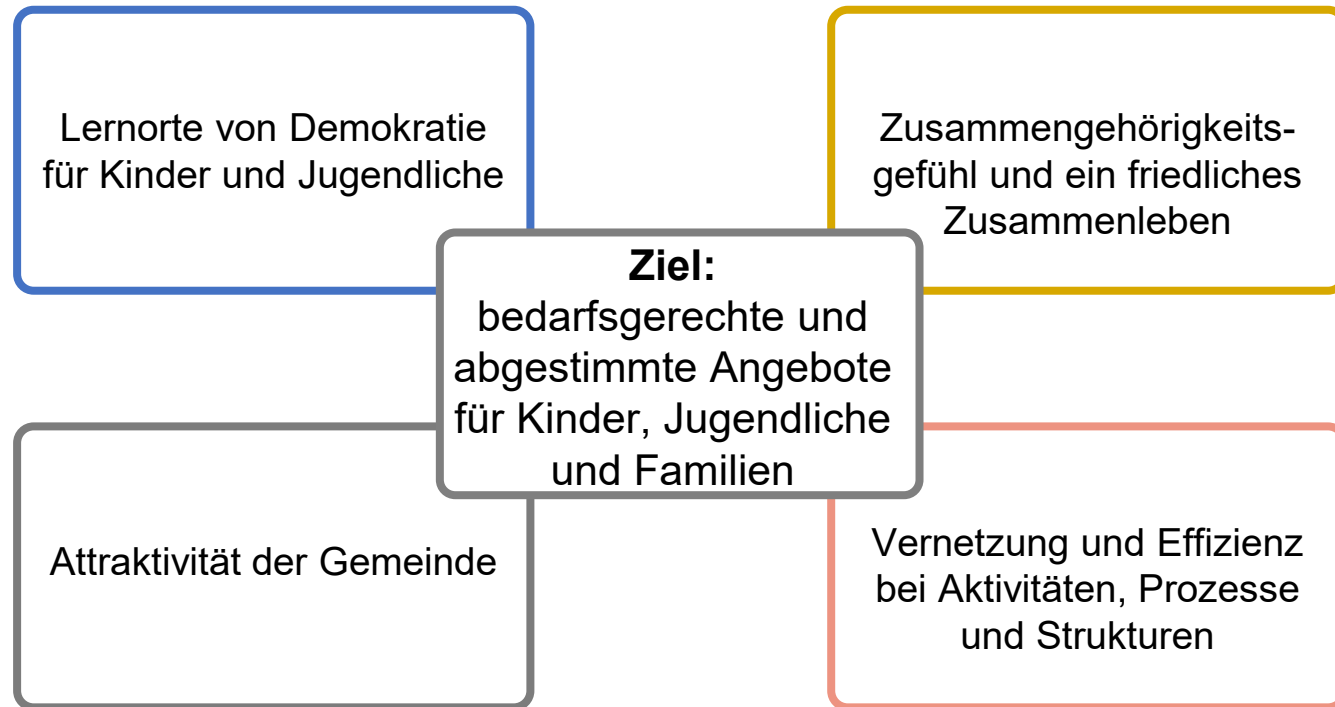 Lernorte von Demokratie
für Kinder und Jugendliche
Zusammengehörigkeits-
gefühl und ein friedliches
Zusammenleben
Ziel:
bedarfsgerechte und
abgestimmte Angebote
für Kinder, Jugendliche
und Familien
Attraktivität der Gemeinde
Vernetzung und Effizienz
bei Aktivitäten, Prozesse
und Strukturen